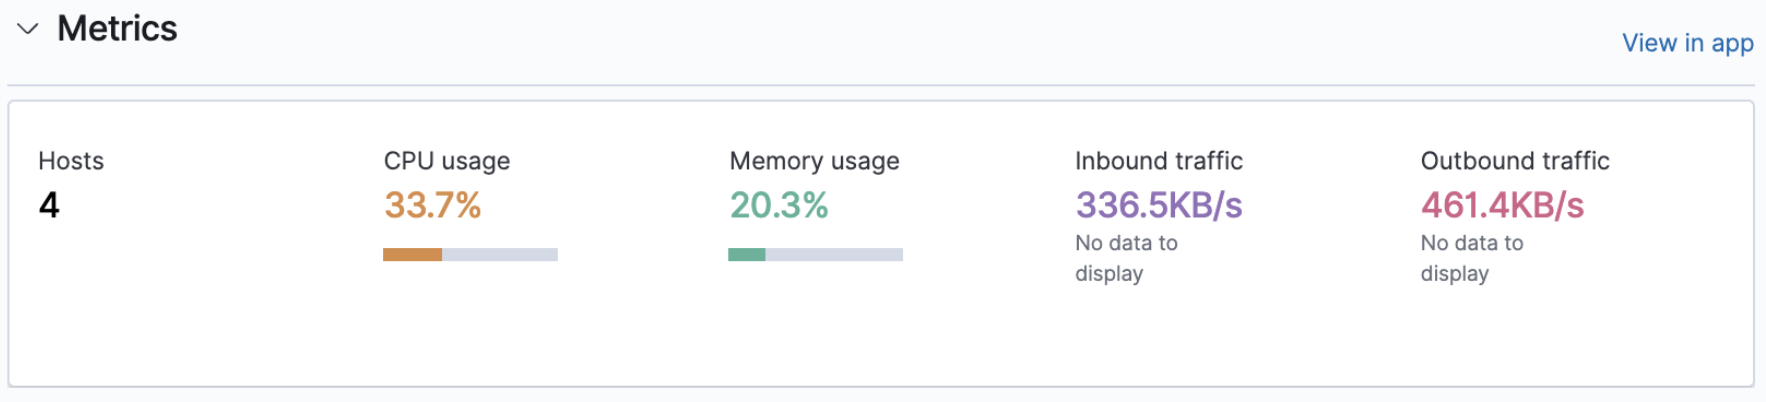 Metrics
View in app
Hosts
4
CPU usage
33.7%
Memory usage
20.3%
Inbound traffic
336.5KB/s
No data to
display
Outbound traffic
461.4KB/s
No data to
display